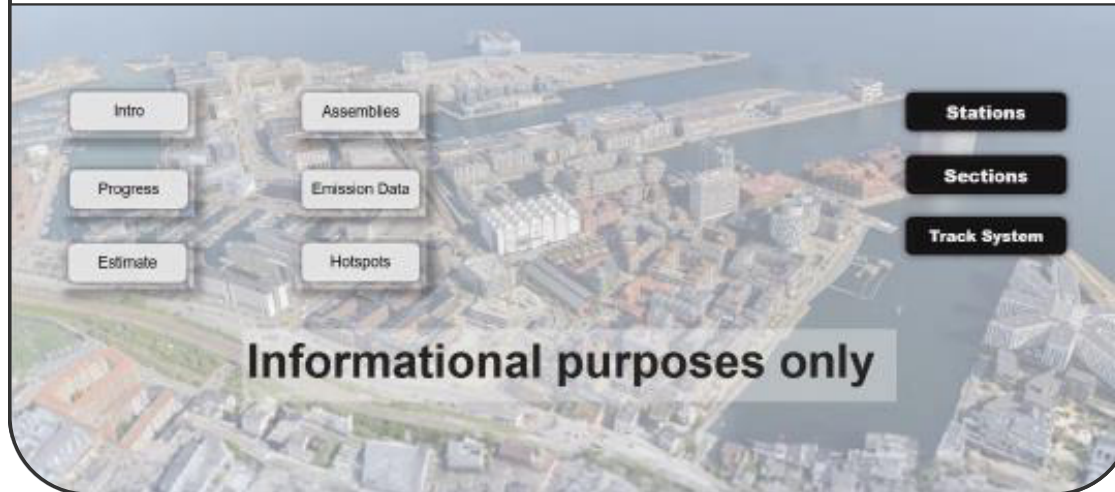 Intro
Assemblies
Stations
Progress
Emission Data
Sections
Estimate
Hotspots
Track System
Informational purposes only